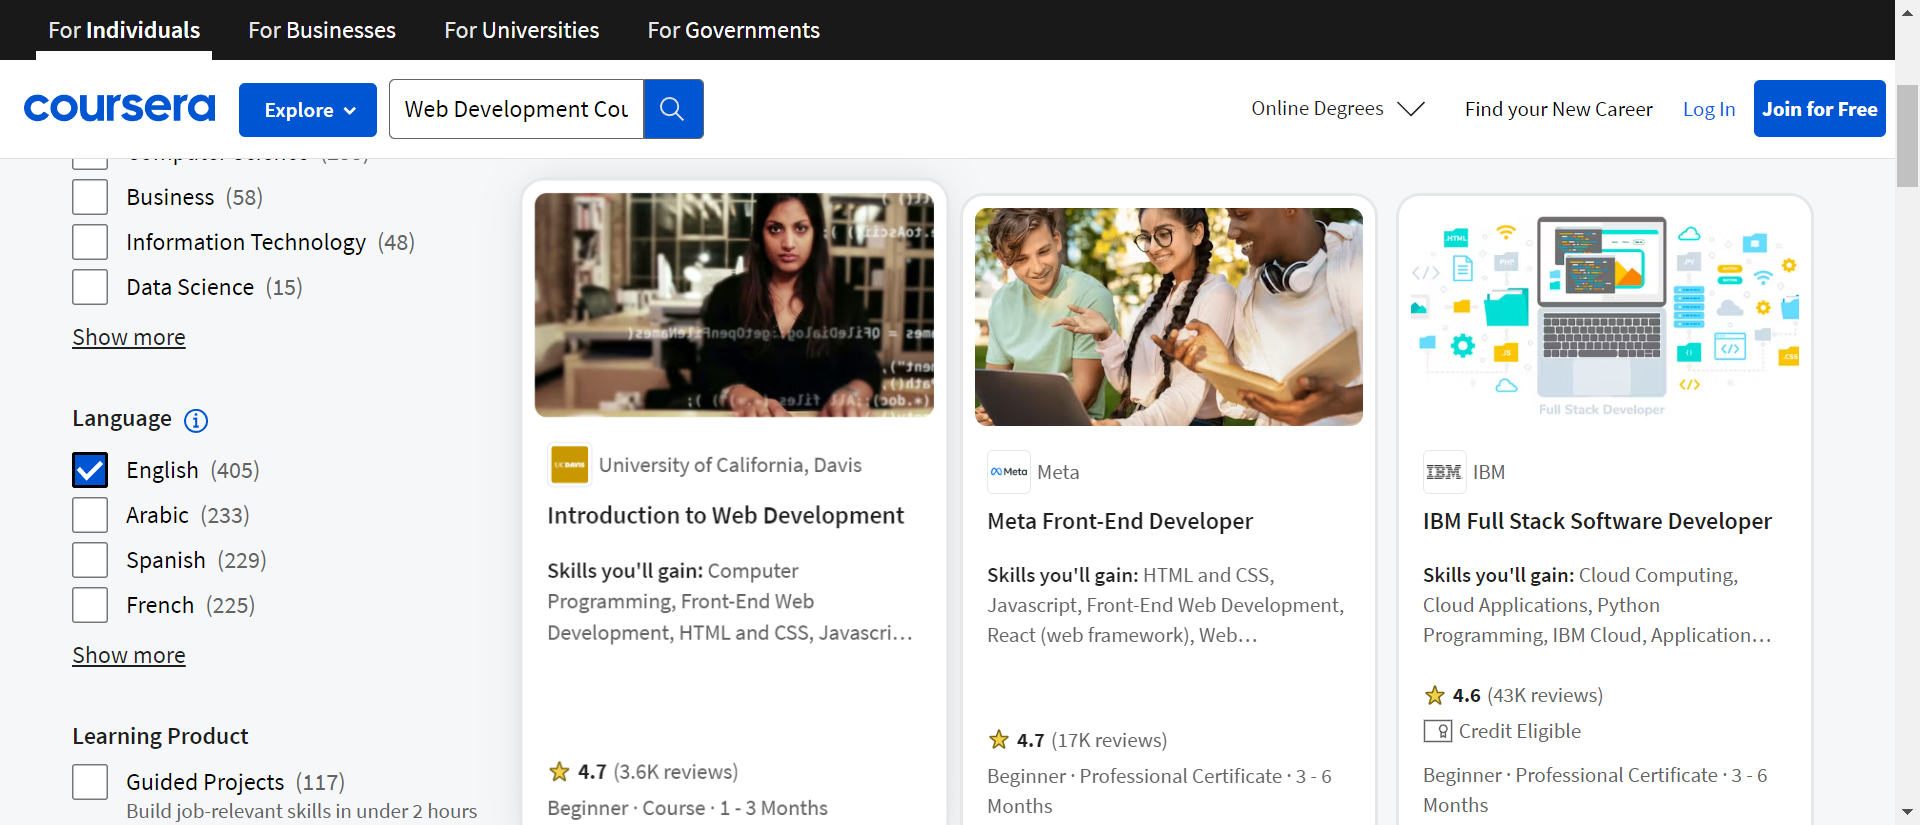 For Individuals
For Businesses
For Universities
For Governments
coursera
Explore
Web Development Cou
Online Degrees
Find your New Career
Log In
Join for Free
Business (58)
Information Technology (48)
Data Science (15)
Show more
Language
English (405)
Arabic (233)
Spanish (229)
French (225)
Show more
Learning Product
Guided Projects (117)
Build job-relevant skills in under 2 hours
UC DAVIS
University of California, Davis
Introduction to Web Development
Skills you'll gain: Computer
Programming, Front-End Web
Development, HTML and CSS, Javascri...
4.7 (3.6K reviews)
Beginner · Course · 1 - 3 Months
Meta
Meta
Meta Front-End Developer
Skills you'll gain: HTML and CSS,
Javascript, Front-End Web Development,
React (web framework), Web...
4.7 (17K reviews)
Beginner · Professional Certificate · 3 - 6
Months
.HTML
PHP
</>
JS
{}
</>
.CSS
</>
Full Stack Developer
IBM
IBM
IBM Full Stack Software Developer
Skills you'll gain: Cloud Computing,
Cloud Applications, Python
Programming, IBM Cloud, Application...
4.6 (43K reviews)
Credit Eligible
Beginner · Professional Certificate · 3 - 6
Months